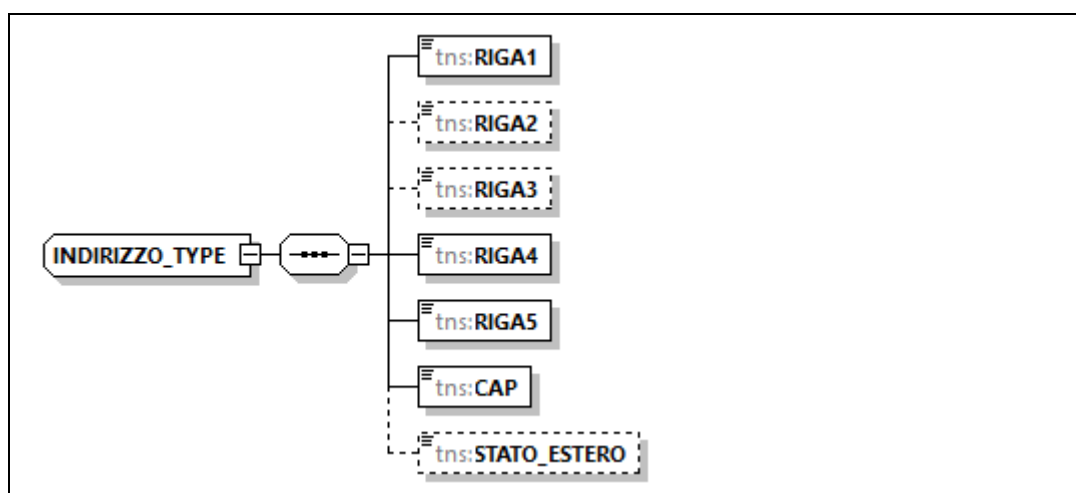 tns:RIGA1
tns:RIGA2
tns:RIGA3
INDIRIZZO_TYPE
tns:RIGA4
tns:RIGA5
tns:CAP
tns:STATO_ESTERO